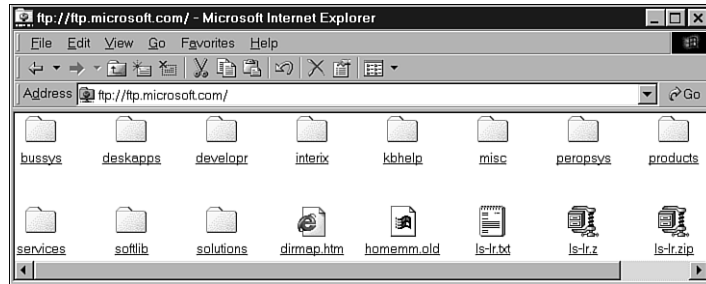 ftp://ftp.microsoft.com/ - Microsoft Internet Explorer
File Edit View Go Favorites Help
Address ftp://ftp.microsoft.com/ Go
bussys deskapps developr interix kbhelp misc peropsys products
services softlib solutions dirmap.htm homemm.old ls-lr.txt ls-lr.z ls-lr.zip